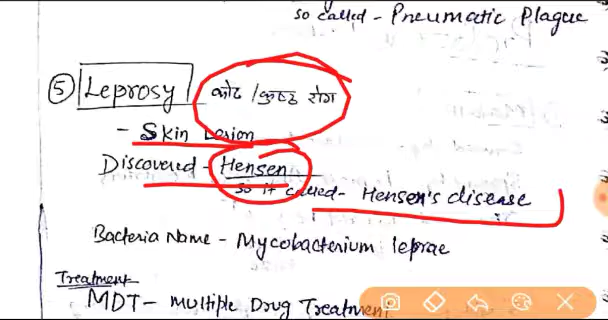 so called - Pneumatic Plague
⑤ Leprosy कोढ / कुष्ठ रोग
- Skin Lesion
Discovered - Hensen
so it called - Hensen's disease
Bacteria Name - Mycobacterium leprae
Treatment
MDT - Multiple Drug Treatment